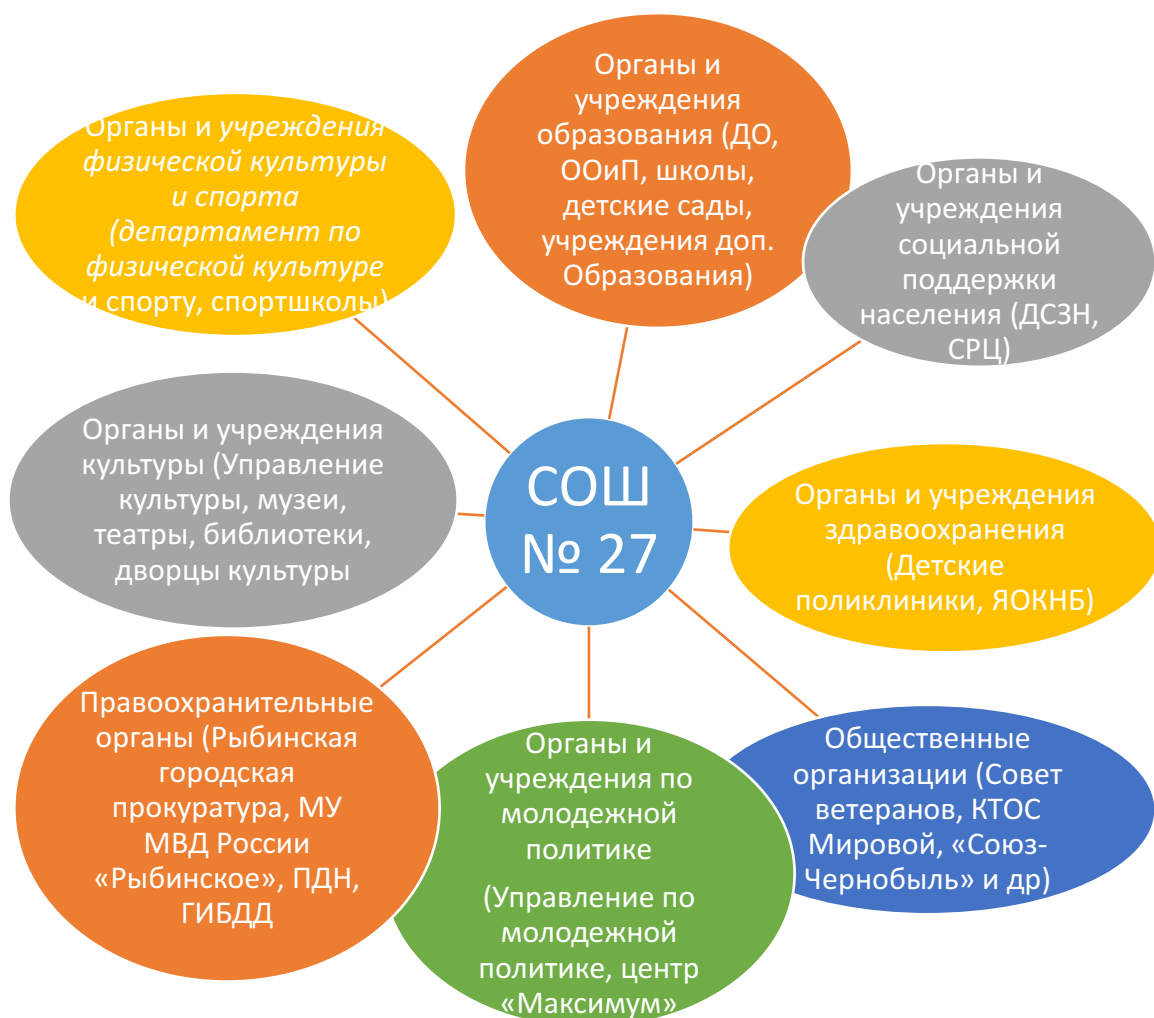 Органы и
учреждения
образования (ДО,
ООиП, школы,
детские сады,
учреждения доп.
Образования)
Органы и учреждения
физической культуры
и спорта
(департамент по
физической культуре
и спорту, спортшколы)
Органы и
учреждения
социальной
поддержки
населения (ДСЗН,
СРЦ)
Органы и учреждения
культуры (Управление
культуры, музеи,
театры, библиотеки,
дворцы культуры
СОШ
№ 27
Органы и учреждения
здравоохранения
(Детские
поликлиники, ЯОКНБ)
Правоохранительные
органы (Рыбинская
городская
прокуратура, МУ
МВД России
«Рыбинское», ПДН,
ГИБДД
Органы и
учреждения по
молодежной
политике
(Управление по
молодежной
политике, центр
«Максимум»
Общественные
организации (Совет
ветеранов, КТОС
Мировой, «Союз-
Чернобыль» и др)